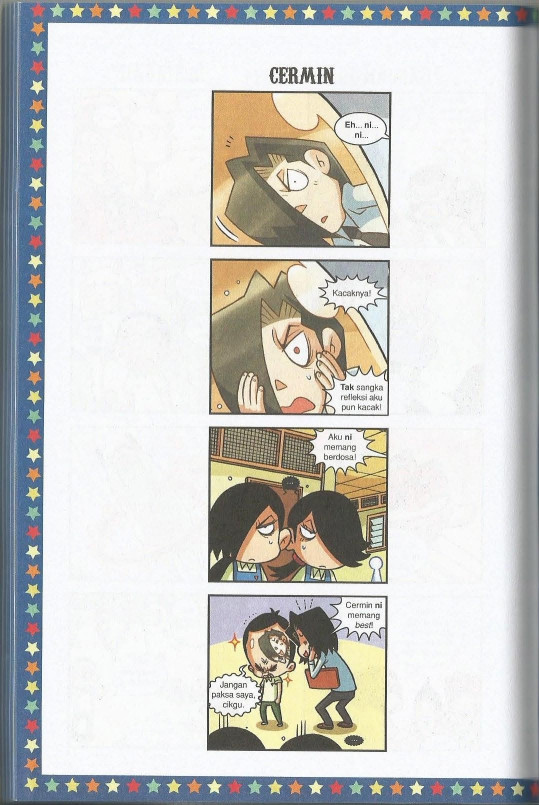 CERMIN
Eh... ni...
ni...
Kacaknya!
Tak sangka
refleksi aku
pun kacak!
Aku ni
memang
berdosa!
Cermin ni
memang
best!
Jangan
paksa saya,
cikgu.